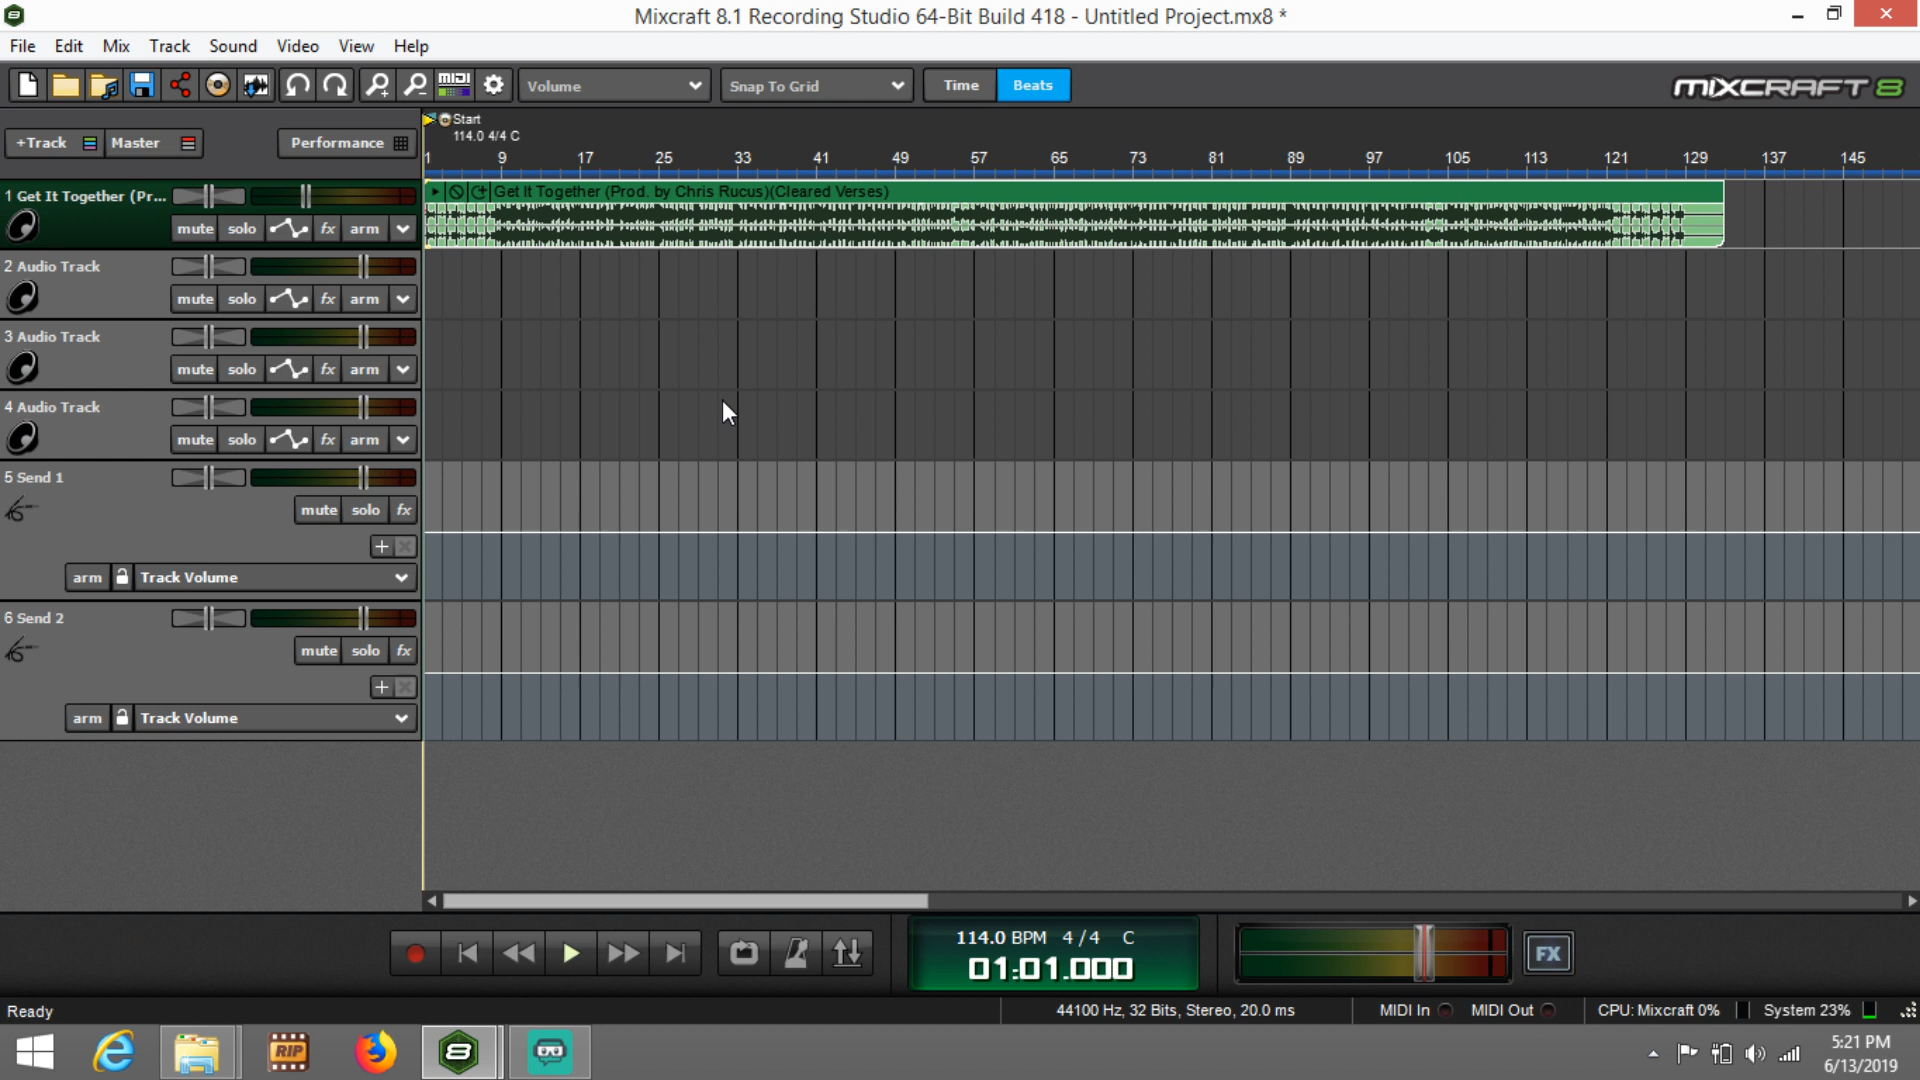 Mixcraft 8.1 Recording Studio 64-Bit Build 418 - Untitled Project.mx8 *
File Edit Mix Track Sound Video View Help
MIDI Volume Snap To Grid Time Beats MIXCRAFT 8
Start
114.0 4/4 C
+Track Master Performance
1 9 17 25 33 41 49 57 65 73 81 89 97 105 113 121 129 137 145
1 Get It Together (Pr...
Get It Together (Prod. by Chris Rucus)(Cleared Verses)
mute solo fx arm
2 Audio Track
mute solo fx arm
3 Audio Track
mute solo fx arm
4 Audio Track
mute solo fx arm
5 Send 1
mute solo fx
arm Track Volume
6 Send 2
mute solo fx
arm Track Volume
114.0 BPM 4/4 C
01:01.000
FX
Ready 44100 Hz, 32 Bits, Stereo, 20.0 ms MIDI In MIDI Out CPU: Mixcraft 0% System 23%
RIP
8
5:21 PM
6/13/2019